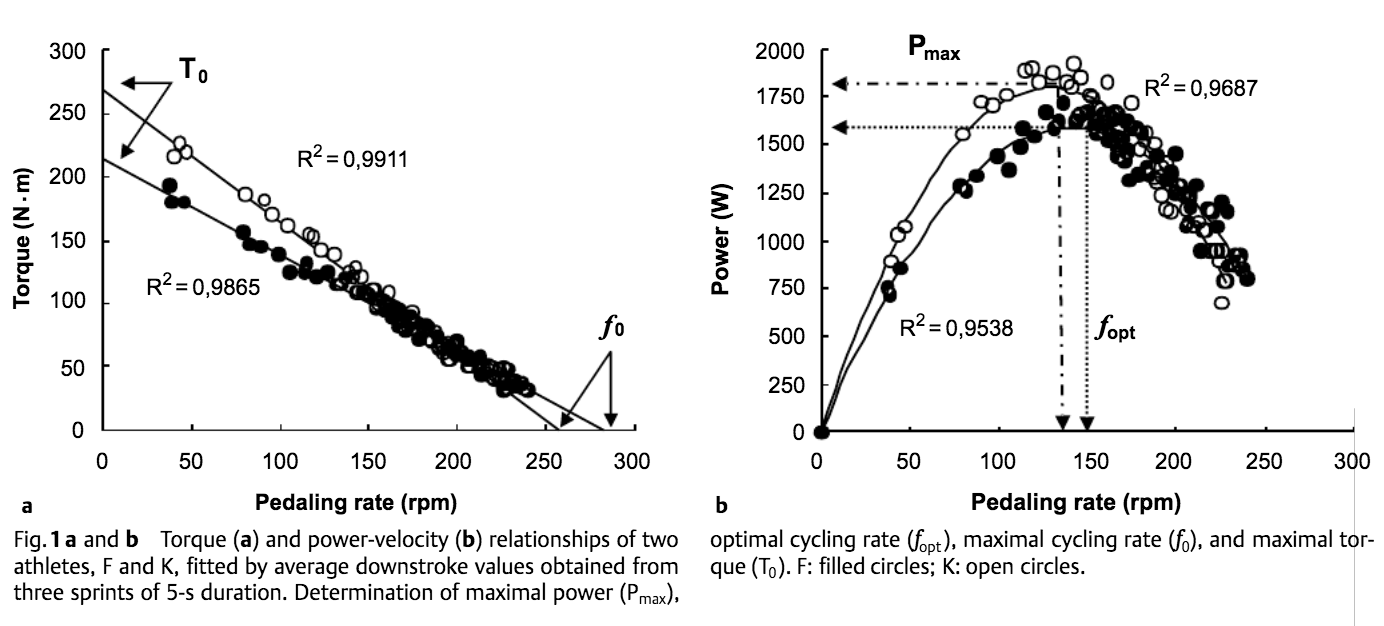 300
250
200
150
100
50
0
Torque (N · m)
T0
R2 = 0,9911
R2 = 0,9865
f0
0 50 100 150 200 250 300
Pedaling rate (rpm)
a
2000
1750
1500
1250
1000
750
500
250
0
Power (W)
Pmax
R2 = 0,9687
R2 = 0,9538
fopt
0 50 100 150 200 250 300
Pedaling rate (rpm)
b
Fig. 1 a and b Torque (a) and power-velocity (b) relationships of two
athletes, F and K, fitted by average downstroke values obtained from
three sprints of 5-s duration. Determination of maximal power (Pmax),
optimal cycling rate (fopt), maximal cycling rate (f0), and maximal tor-
que (T0). F: filled circles; K: open circles.